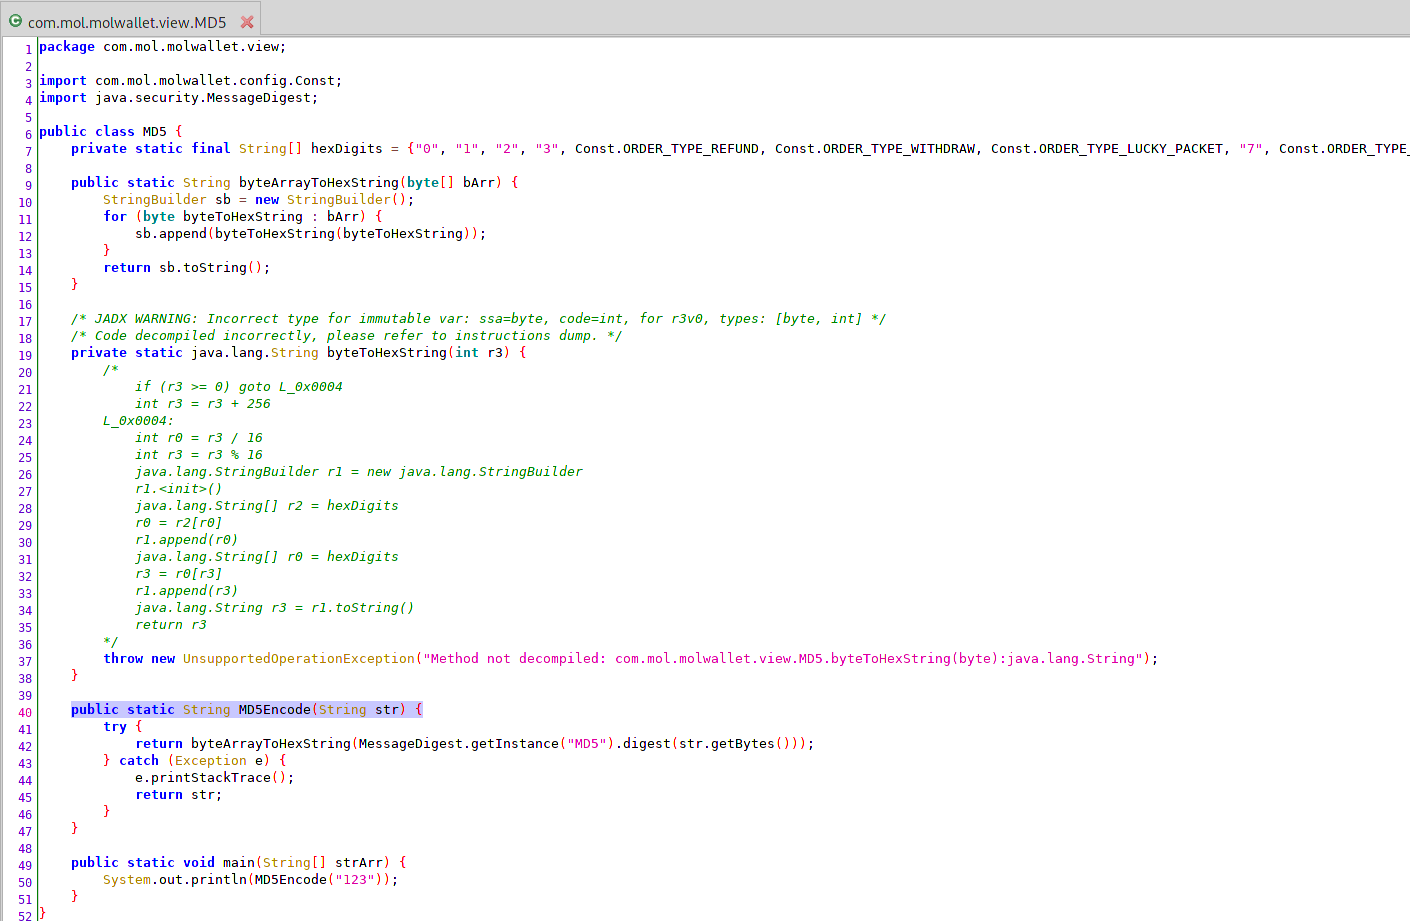 com.mol.molwallet.view.MD5
1 package com.mol.molwallet.view;
2
3 import com.mol.molwallet.config.Const;
4 import java.security.MessageDigest;
5
6 public class MD5 {
7     private static final String[] hexDigits = {"0", "1", "2", "3", Const.ORDER_TYPE_REFUND, Const.ORDER_TYPE_WITHDRAW, Const.ORDER_TYPE_LUCKY_PACKET, "7", Const.ORDER_TYPE_
8
9     public static String byteArrayToHexString(byte[] bArr) {
10         StringBuilder sb = new StringBuilder();
11         for (byte byteToHexString : bArr) {
12             sb.append(byteToHexString(byteToHexString));
13         }
14         return sb.toString();
15     }
16
17     /* JADX WARNING: Incorrect type for immutable var: ssa=byte, code=int, for r3v0, types: [byte, int] */
18     /* Code decompiled incorrectly, please refer to instructions dump. */
19     private static java.lang.String byteToHexString(int r3) {
20         /*
21             if (r3 >= 0) goto L_0x0004
22             int r3 = r3 + 256
23         L_0x0004:
24             int r0 = r3 / 16
25             int r3 = r3 % 16
26             java.lang.StringBuilder r1 = new java.lang.StringBuilder
27             r1.<init>()
28             java.lang.String[] r2 = hexDigits
29             r0 = r2[r0]
30             r1.append(r0)
31             java.lang.String[] r0 = hexDigits
32             r3 = r0[r3]
33             r1.append(r3)
34             java.lang.String r3 = r1.toString()
35             return r3
36         */
37         throw new UnsupportedOperationException("Method not decompiled: com.mol.molwallet.view.MD5.byteToHexString(byte):java.lang.String");
38     }
39
40     public static String MD5Encode(String str) {
41         try {
42             return byteArrayToHexString(MessageDigest.getInstance("MD5").digest(str.getBytes()));
43         } catch (Exception e) {
44             e.printStackTrace();
45             return str;
46         }
47     }
48
49     public static void main(String[] strArr) {
50         System.out.println(MD5Encode("123"));
51     }
52 }